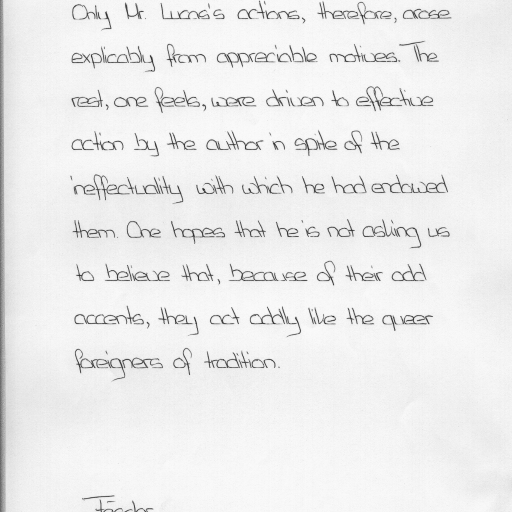 Only Mr. Lucas's actions, therefore, arose
explicably from appreciable motives. The
rest, one feels, were driven to effective
action by the author in spite of the
ineffectuality with which he had endowed
them. One hopes that he is not asking us
to believe that, because of their odd
accents, they act oddly like the queer
foreigners of tradition.